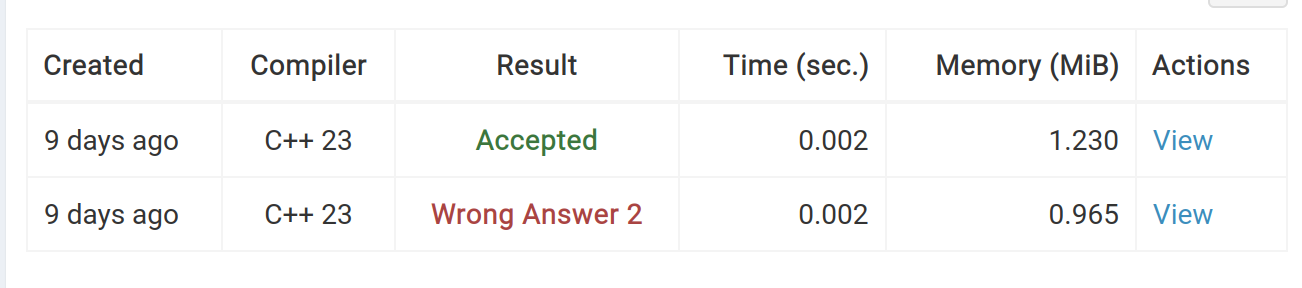 Created Compiler Result Time (sec.) Memory (MiB) Actions
9 days ago C++ 23 Accepted 0.002 1.230 View
9 days ago C++ 23 Wrong Answer 2 0.002 0.965 View